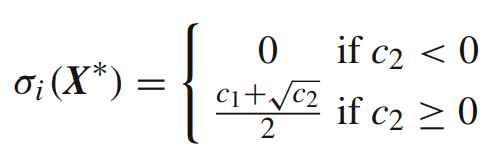 σ_i(X*) = { 0 if c_2 < 0
(c_1 + √c_2)/2 if c_2 ≥ 0